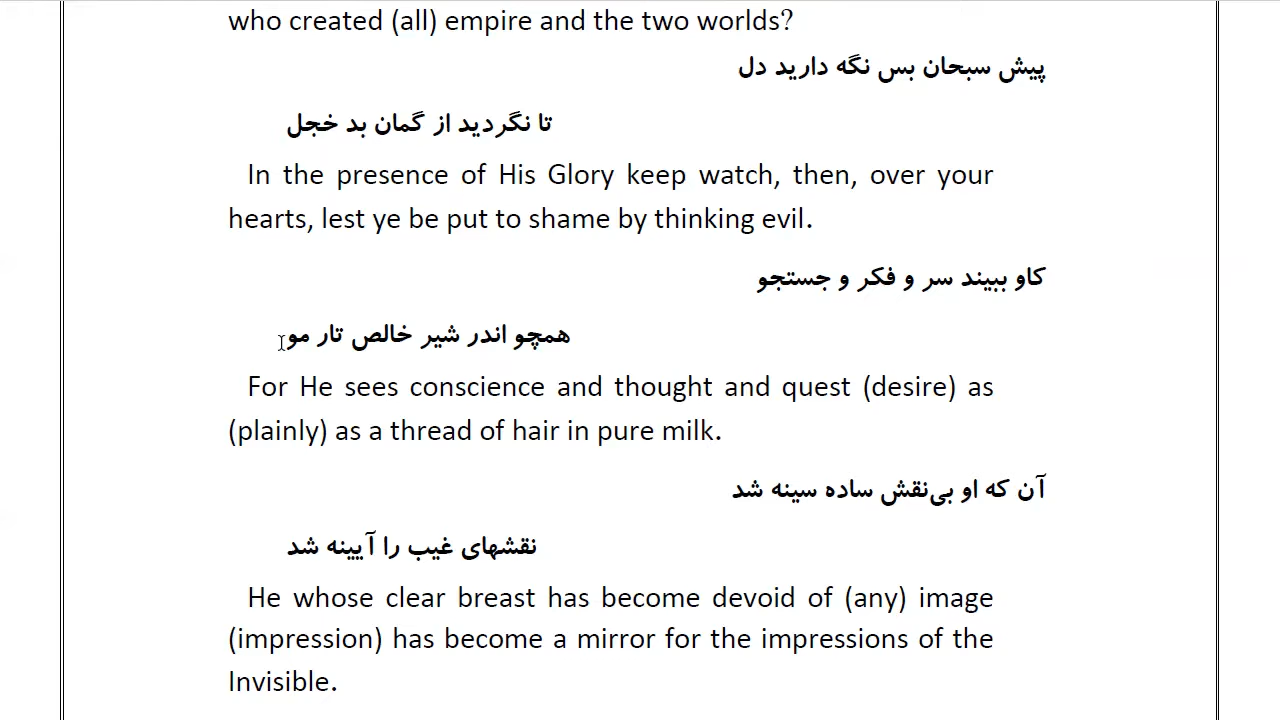 who created (all) empire and the two worlds?
پیش سبحان بس نگه دارید دل
تا نگردید از گمان بد خجل
In the presence of His Glory keep watch, then, over your
hearts, lest ye be put to shame by thinking evil.
کاو ببیند سر و فکر و جستجو
همچو اندر شیر خالص تار مو
For He sees conscience and thought and quest (desire) as
(plainly) as a thread of hair in pure milk.
آن که او بی‌نقش ساده سینه شد
نقشهای غیب را آیینه شد
He whose clear breast has become devoid of (any) image
(impression) has become a mirror for the impressions of the
Invisible.